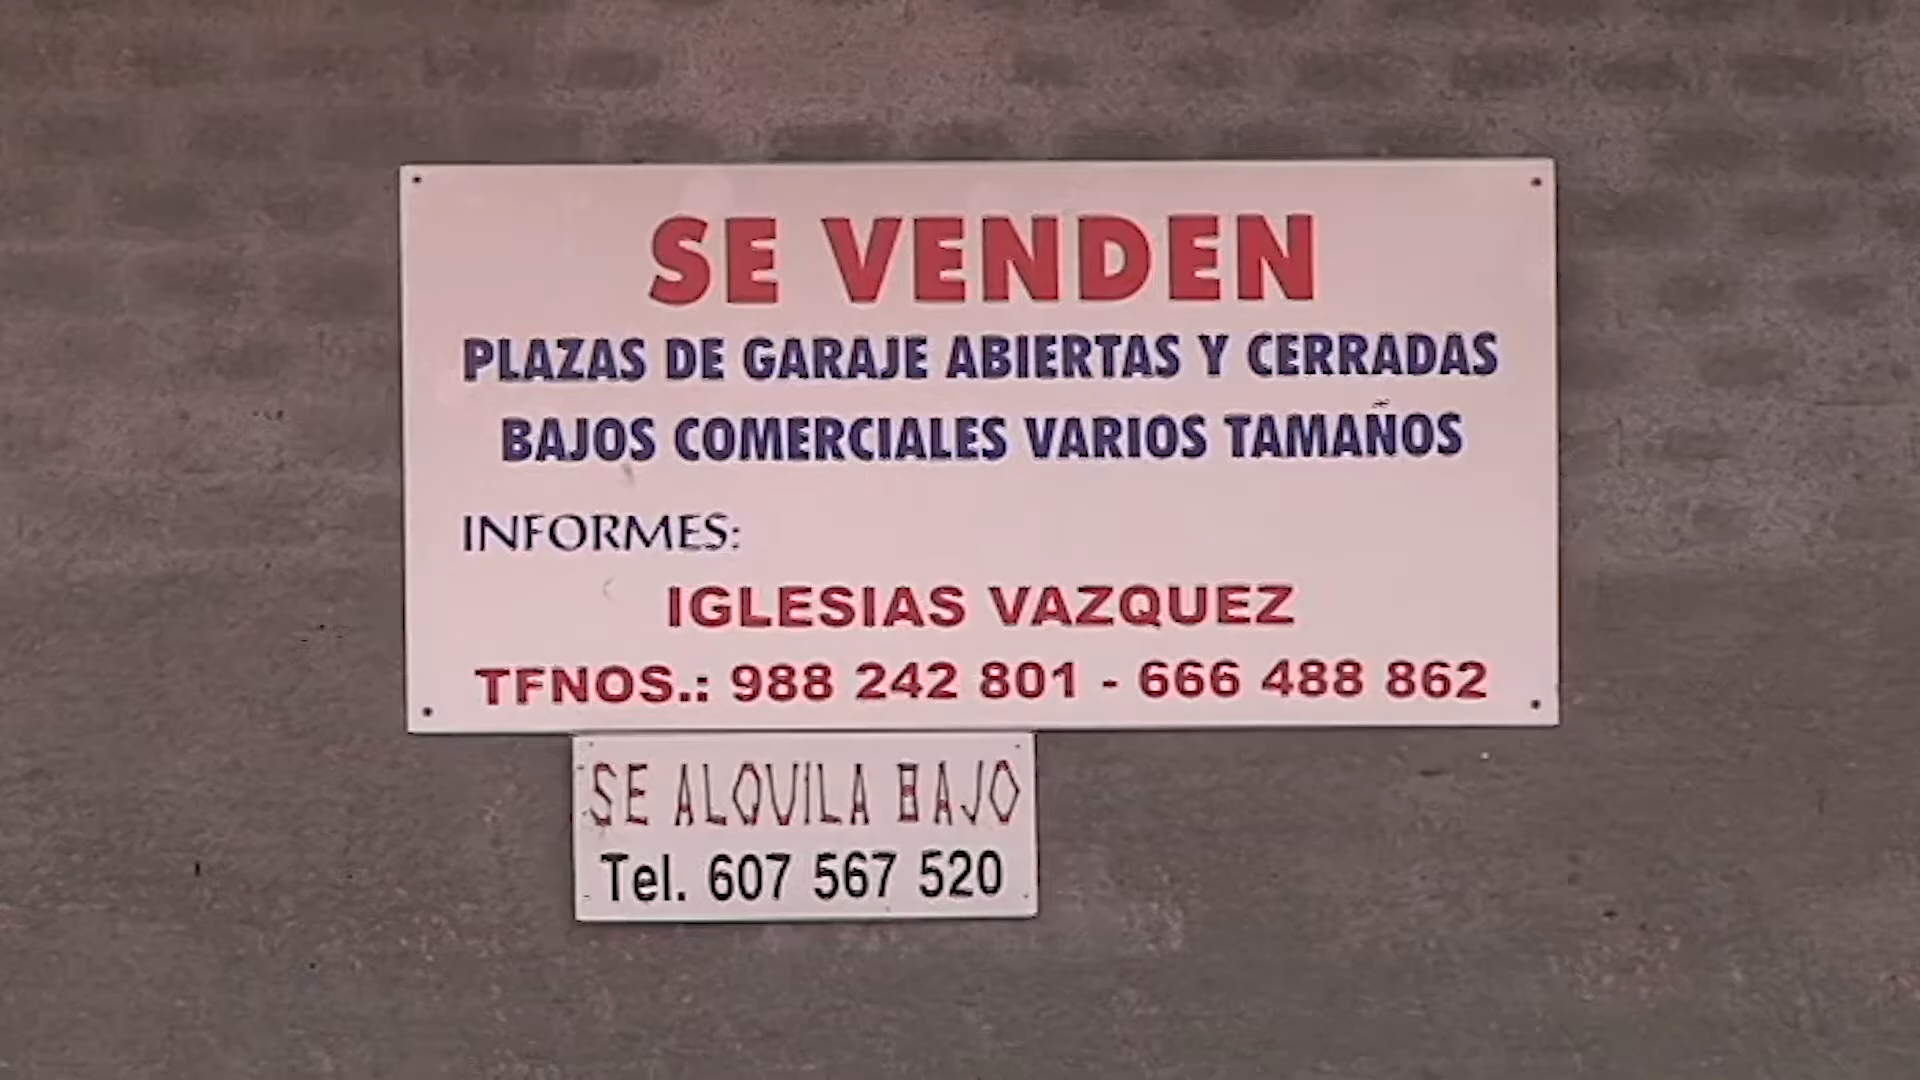 SE VENDEN
PLAZAS DE GARAJE ABIERTAS Y CERRADAS
BAJOS COMERCIALES VARIOS TAMAÑOS
INFORMES:
IGLESIAS VAZQUEZ
TFNOS.: 988 242 801 - 666 488 862
SE ALQUILA BAJO
Tel. 607 567 520